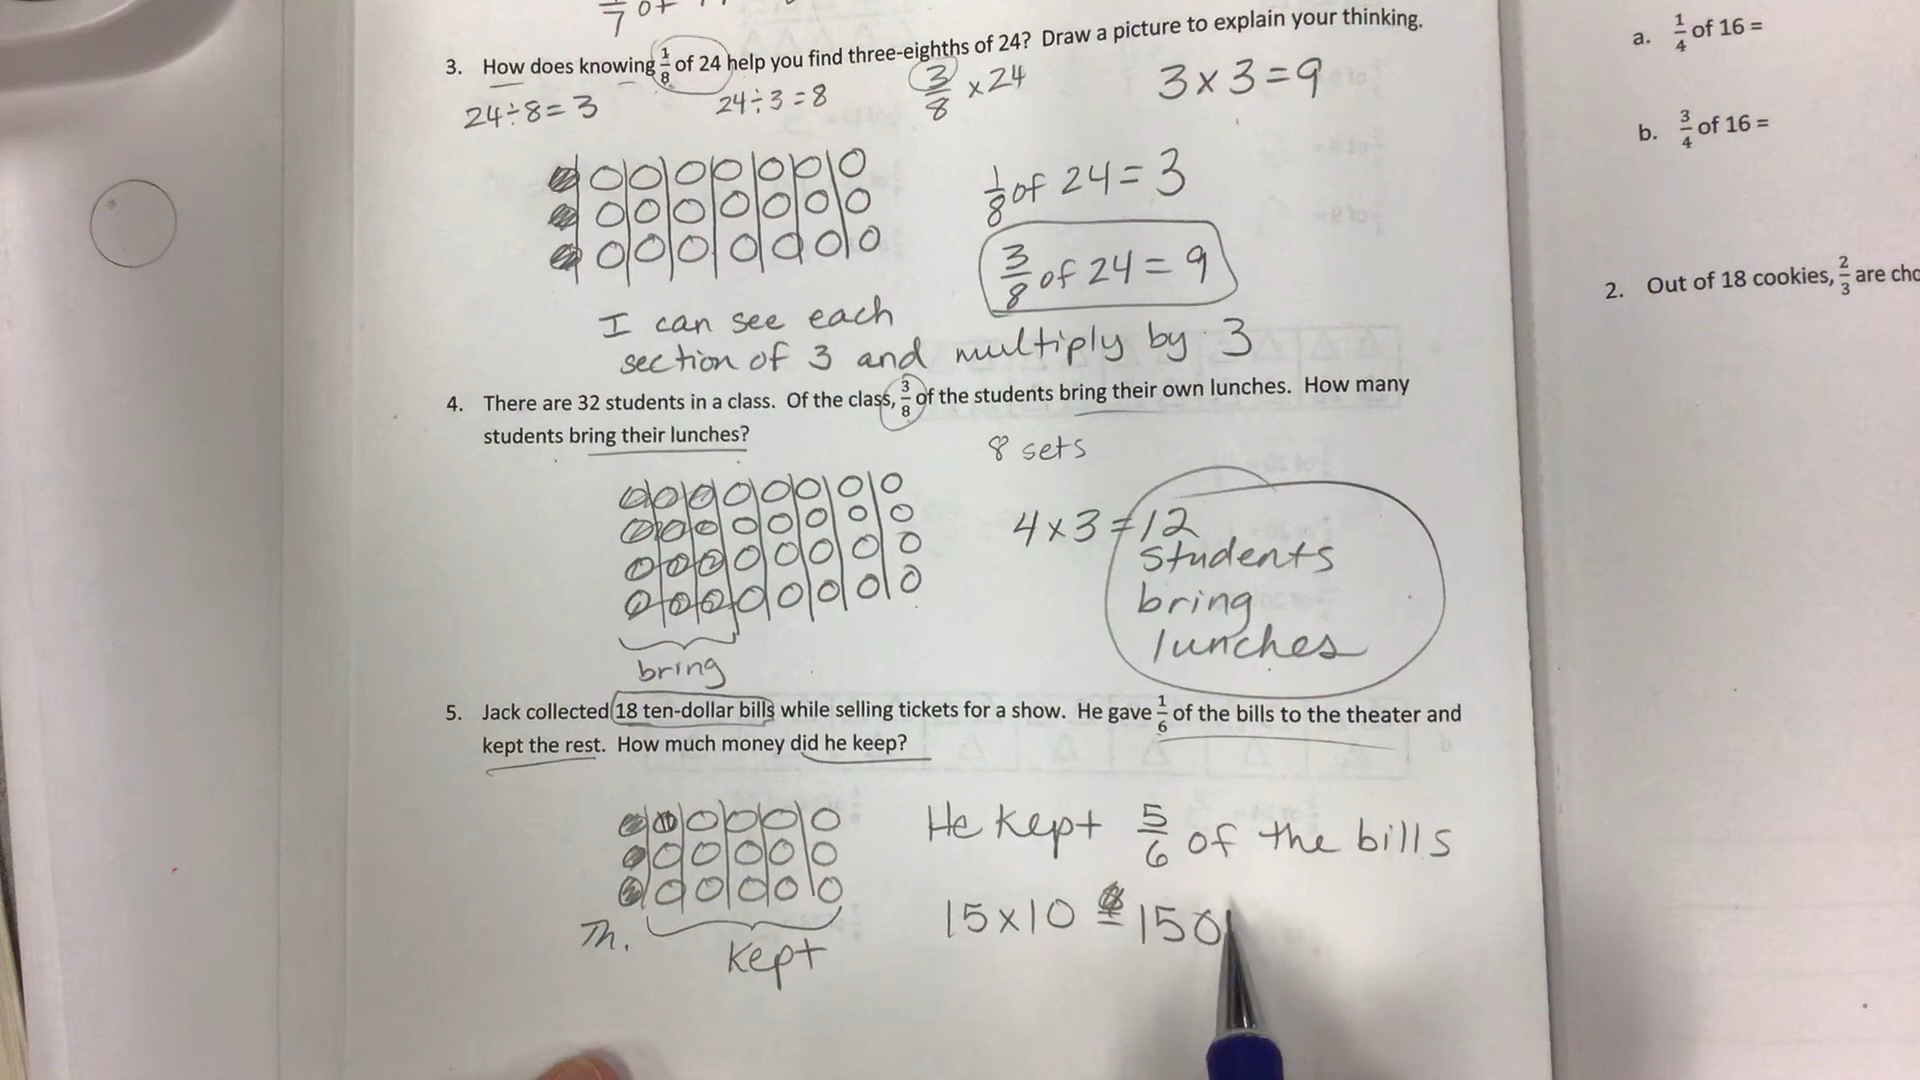 7 of
3. How does knowing 1/8 of 24 help you find three-eighths of 24? Draw a picture to explain your thinking.
24÷8=3 24÷3=8 3/8 x24 3x3=9
1/8 of 24=3
3/8 of 24=9
I can see each
section of 3 and multiply by 3
4. There are 32 students in a class. Of the class, 3/8 of the students bring their own lunches. How many
students bring their lunches?
8 sets
4x3=12
students
bring
lunches
bring
5. Jack collected 18 ten-dollar bills while selling tickets for a show. He gave 1/6 of the bills to the theater and
kept the rest. How much money did he keep?
He kept 5/6 of the bills
15x10 = 150
Th.
kept
a. 1/4 of 16 =
b. 3/4 of 16 =
2. Out of 18 cookies, 2/3 are cho